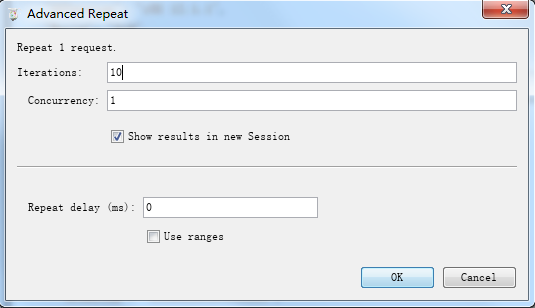 Advanced Repeat
Repeat 1 request.
Iterations: 10
Concurrency: 1
Show results in new Session
Repeat delay (ms): 0
Use ranges
OK Cancel